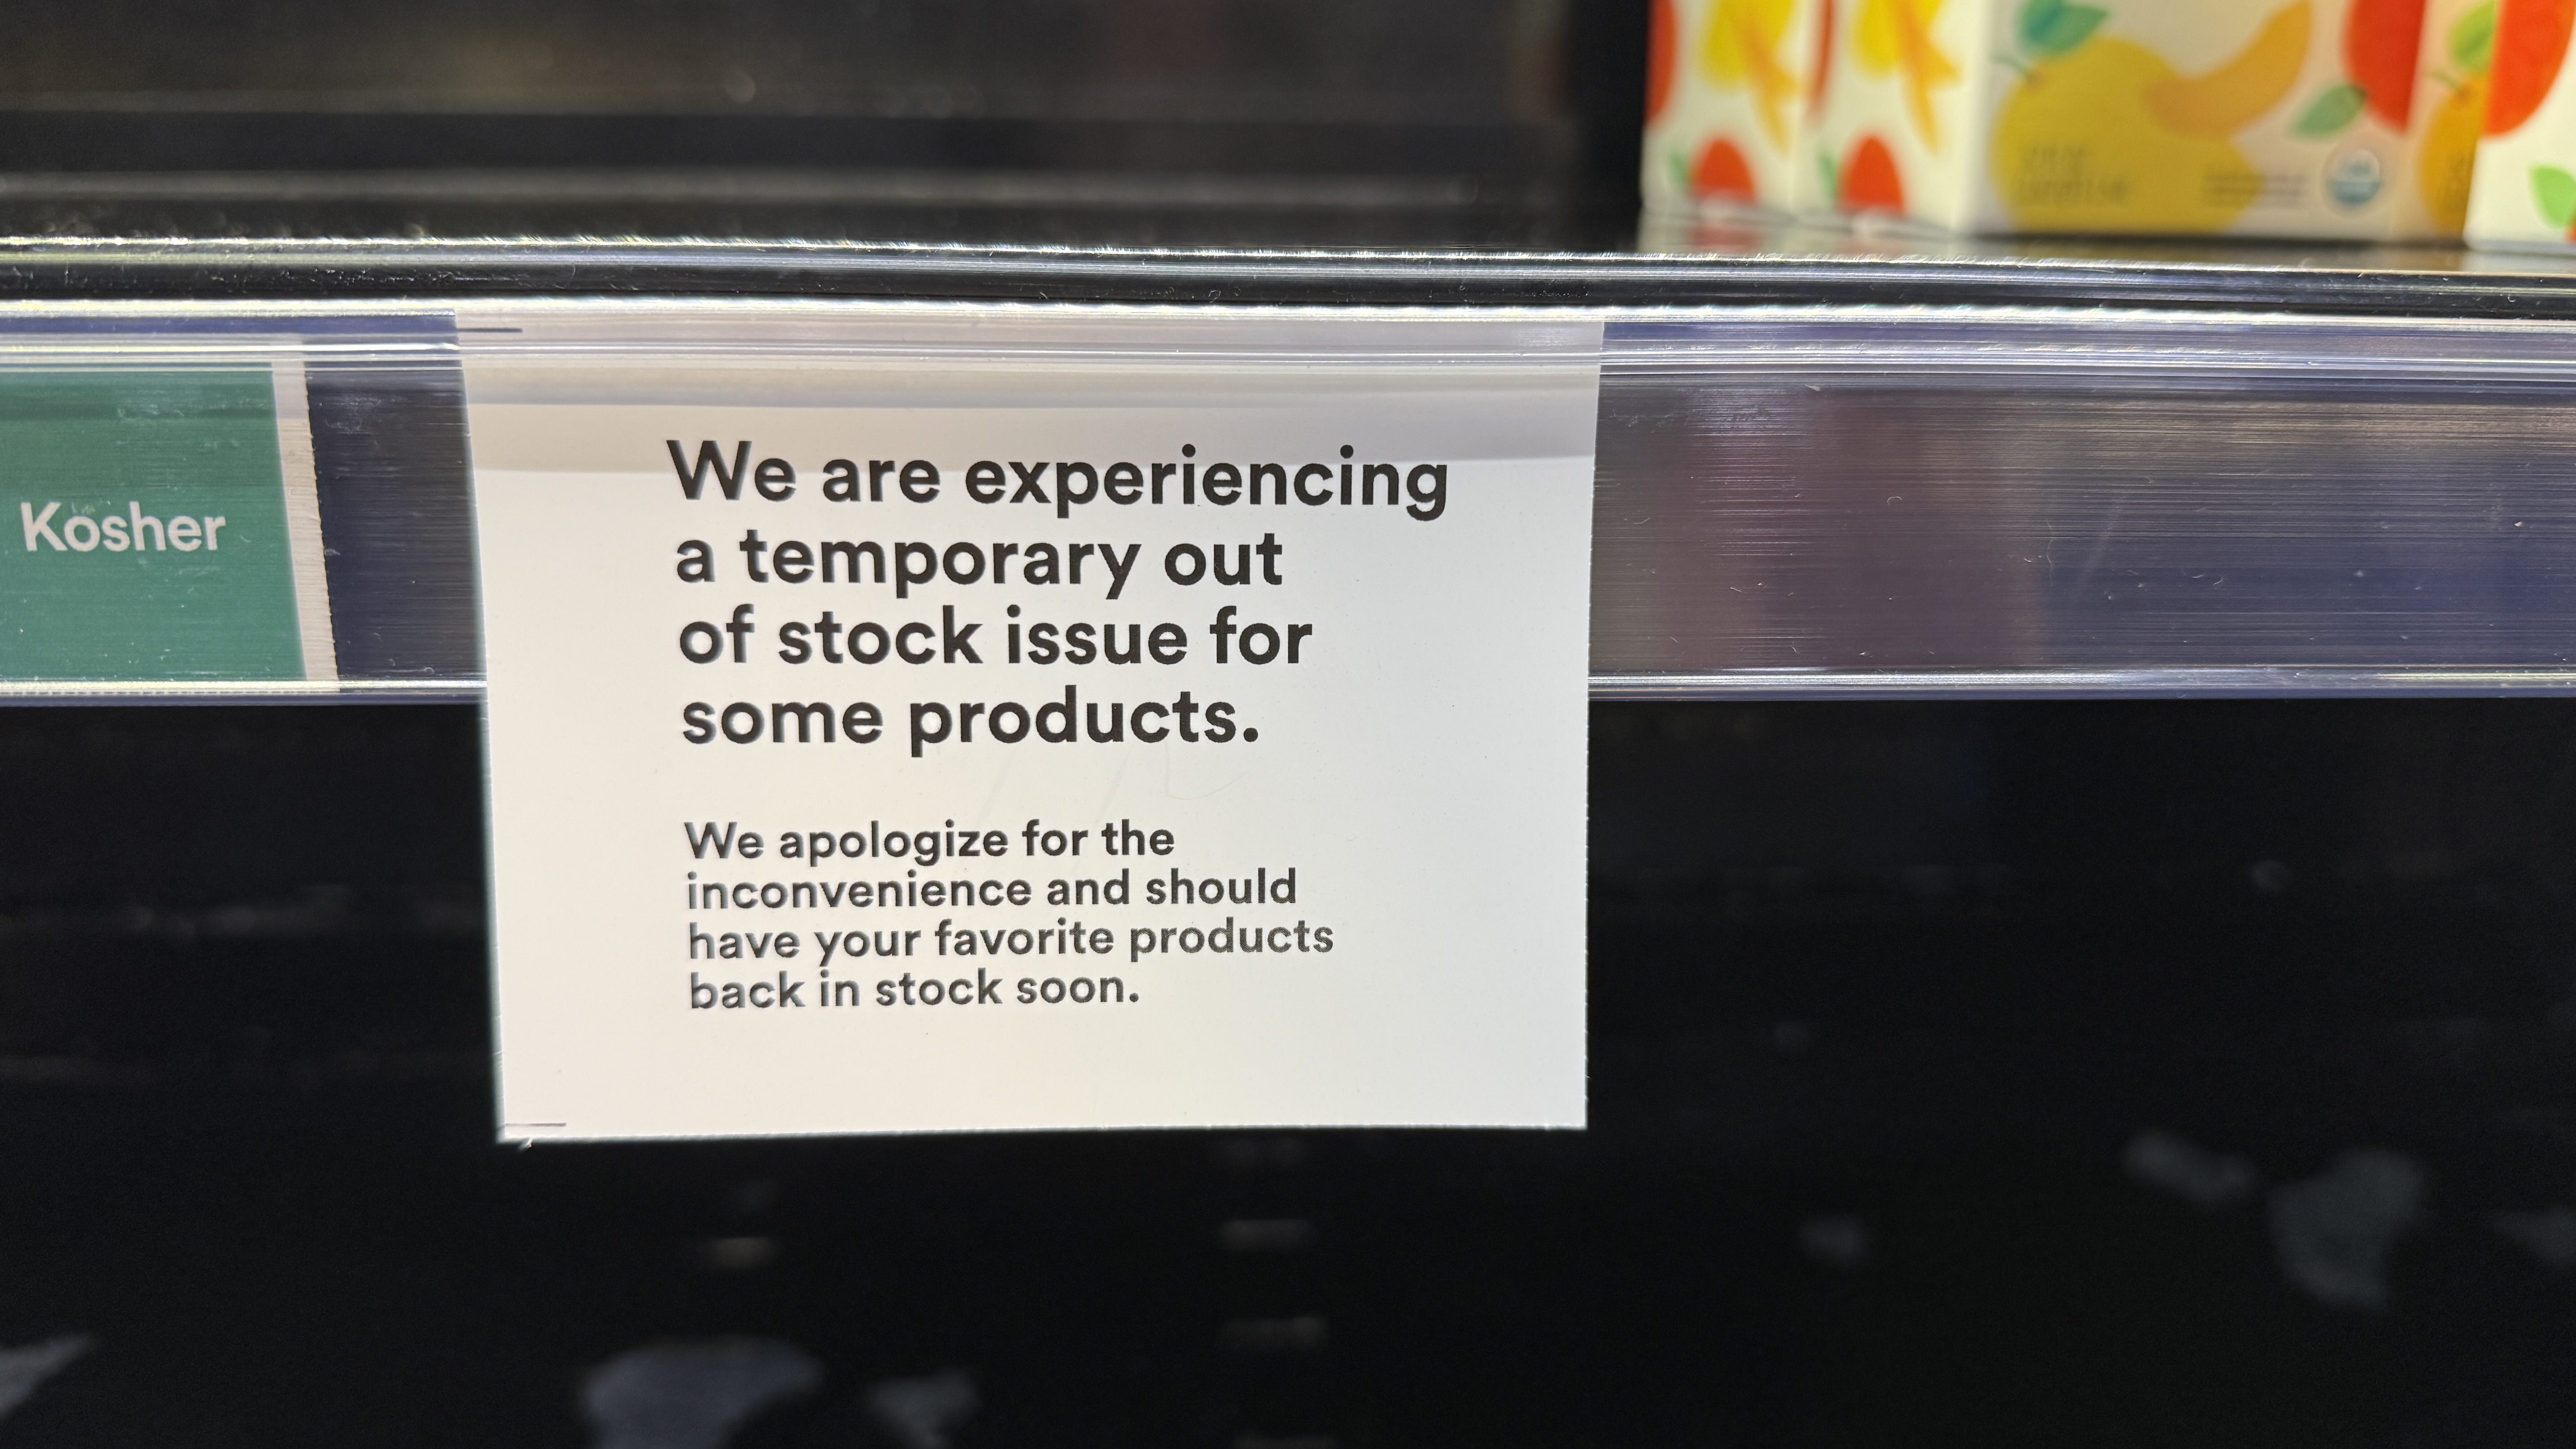 Kosher
We are experiencing
a temporary out
of stock issue for
some products.
We apologize for the
inconvenience and should
have your favorite products
back in stock soon.